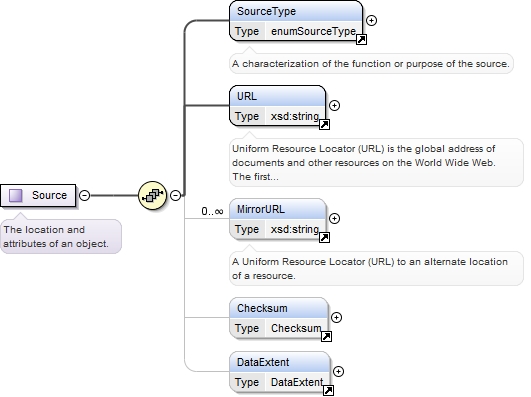 SourceType
Type enumSourceType
A characterization of the function or purpose of the source.
URL
Type xsd:string
Uniform Resource Locator (URL) is the global address of
documents and other resources on the World Wide Web.
The first...
Source
The location and
attributes of an object.
0..∞
MirrorURL
Type xsd:string
A Uniform Resource Locator (URL) to an alternate location
of a resource.
Checksum
Type Checksum
DataExtent
Type DataExtent